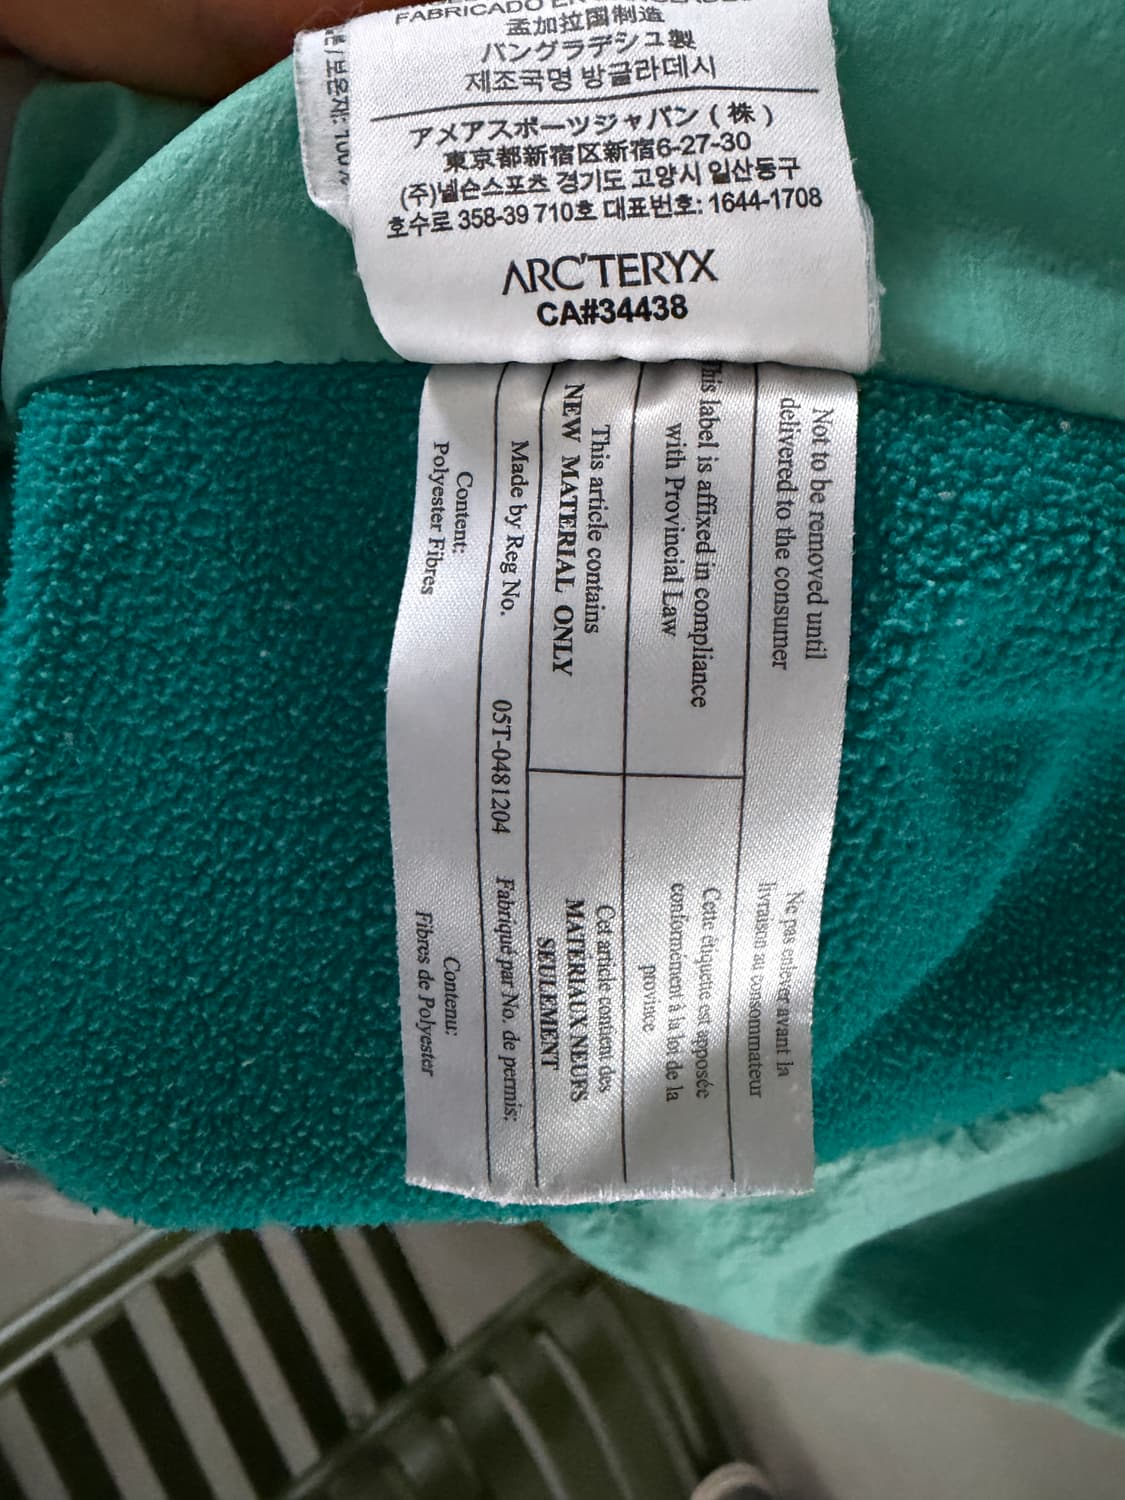 FABRICADO EN
孟加拉国制造
バングラデシュ製
제조국명 방글라데시
アメアスポーツジャパン(株)
東京都新宿区新宿6-27-30
(주)넬슨스포츠 경기도 고양시 일산동구
호수로 358-39 710호 대표번호: 1644-1708
ARC'TERYX
CA#34438
보온재: 100%
Not to be removed until
delivered to the consumer
Ne pas enlever avant la
livraison au consommateur
This label is affixed in compliance
with Provincial Law
Cette étiquette est apposée
conformément à la loi de la
province
This article contains
NEW MATERIAL ONLY
Cet article contient des
MATÉRIAUX NEUFS
SEULEMENT
Made by Reg No. 05T-0481204 Fabriqué par No. de permis:
Content:
Polyester Fibres
Contenu:
Fibres de Polyester